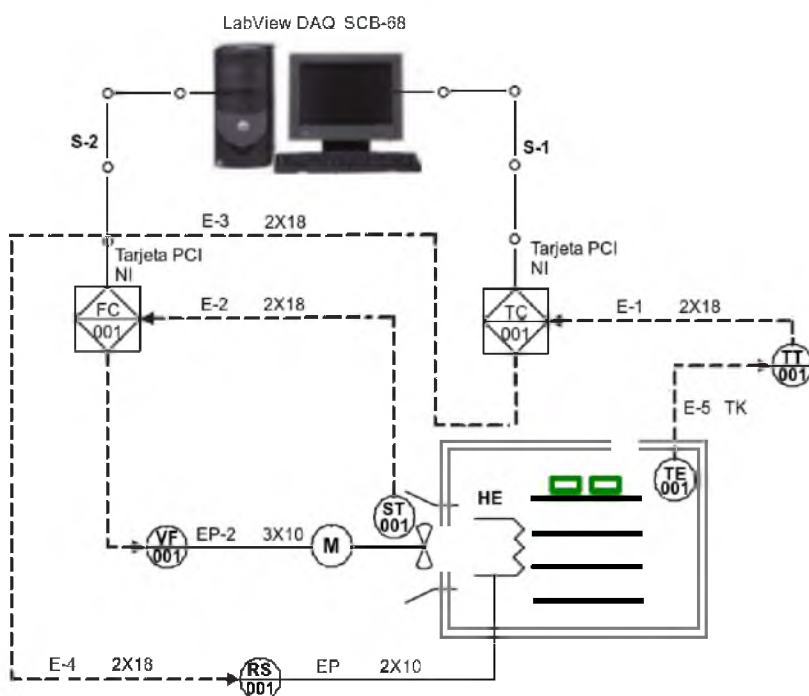 LabView DAQ SCB-68
S-2
S-1
E-3 2X18
Tarjeta PCI
NI
Tarjeta PCI
NI
FC
001
E-2 2X18
TC
001
E-1 2X18
TT
001
E-5 TK
TE
001
HE
ST
001
VF
001
EP-2 3X10
M
E-4 2X18
RS
001
EP 2X10